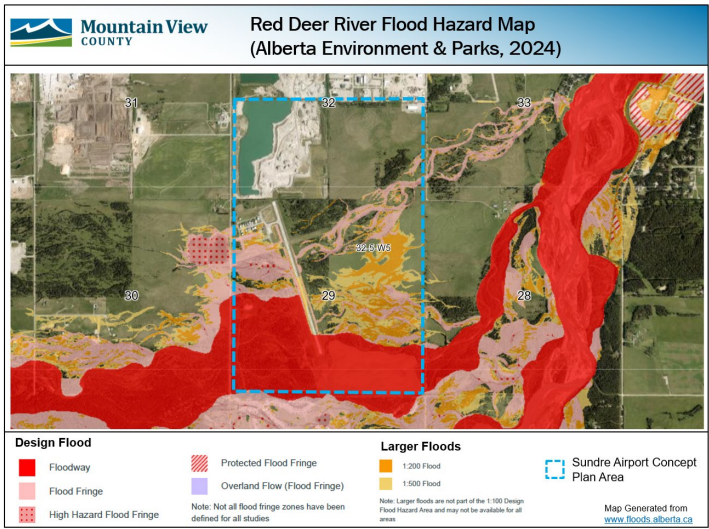 Mountain View
COUNTY
Red Deer River Flood Hazard Map
(Alberta Environment & Parks, 2024)
31
32
33
32-5 W5
30
29
28
Design Flood
Floodway
Flood Fringe
High Hazard Flood Fringe
Protected Flood Fringe
Overland Flow (Flood Fringe)
Note: Not all flood fringe zones have been
defined for all studies
Larger Floods
1:200 Flood
1:500 Flood
Note: Larger floods are not part of the 1:100 Design
Flood Hazard Area and may not be available for all
areas
Sundre Airport Concept
Plan Area
Map Generated from
www.floods.alberta.ca